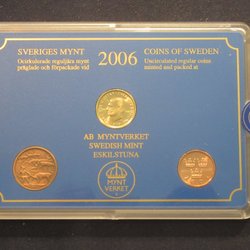 SVERIGES MYNT
Ocirkulerade reguljära mynt
präglade och förpackade vid
2006
COINS OF SWEDEN
Uncirculated regular coins
minted and packed at
AB MYNTVERKET
SWEDISH MINT
ESKILSTUNA
MYNT
VERKET